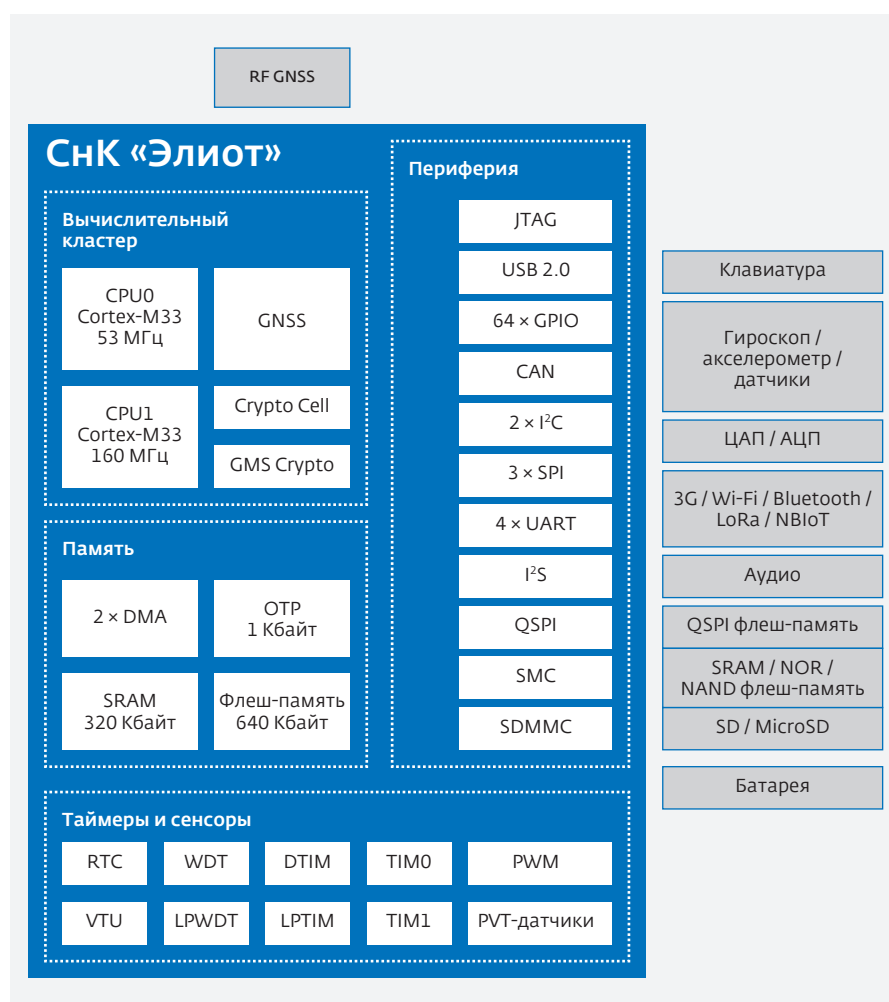 RF GNSS
СнК «Элиот»
Вычислительный
кластер
CPU0
Cortex-M33
53 МГц
GNSS
CPU1
Cortex-M33
160 МГц
Crypto Cell
GMS Crypto
Память
2 × DMA
OTP
1 Кбайт
SRAM
320 Кбайт
Флеш-память
640 Кбайт
Периферия
JTAG
USB 2.0
64 × GPIO
CAN
2 × I²C
3 × SPI
4 × UART
I²S
QSPI
SMC
SDMMC
Клавиатура
Гироскоп /
акселерометр /
датчики
ЦАП / АЦП
3G / Wi-Fi / Bluetooth /
LoRa / NBIoT
Аудио
QSPI флеш-память
SRAM / NOR /
NAND флеш-память
SD / MicroSD
Батарея
Таймеры и сенсоры
RTC
WDT
DTIM
TIM0
PWM
VTU
LPWDT
LPTIM
TIM1
PVT-датчики